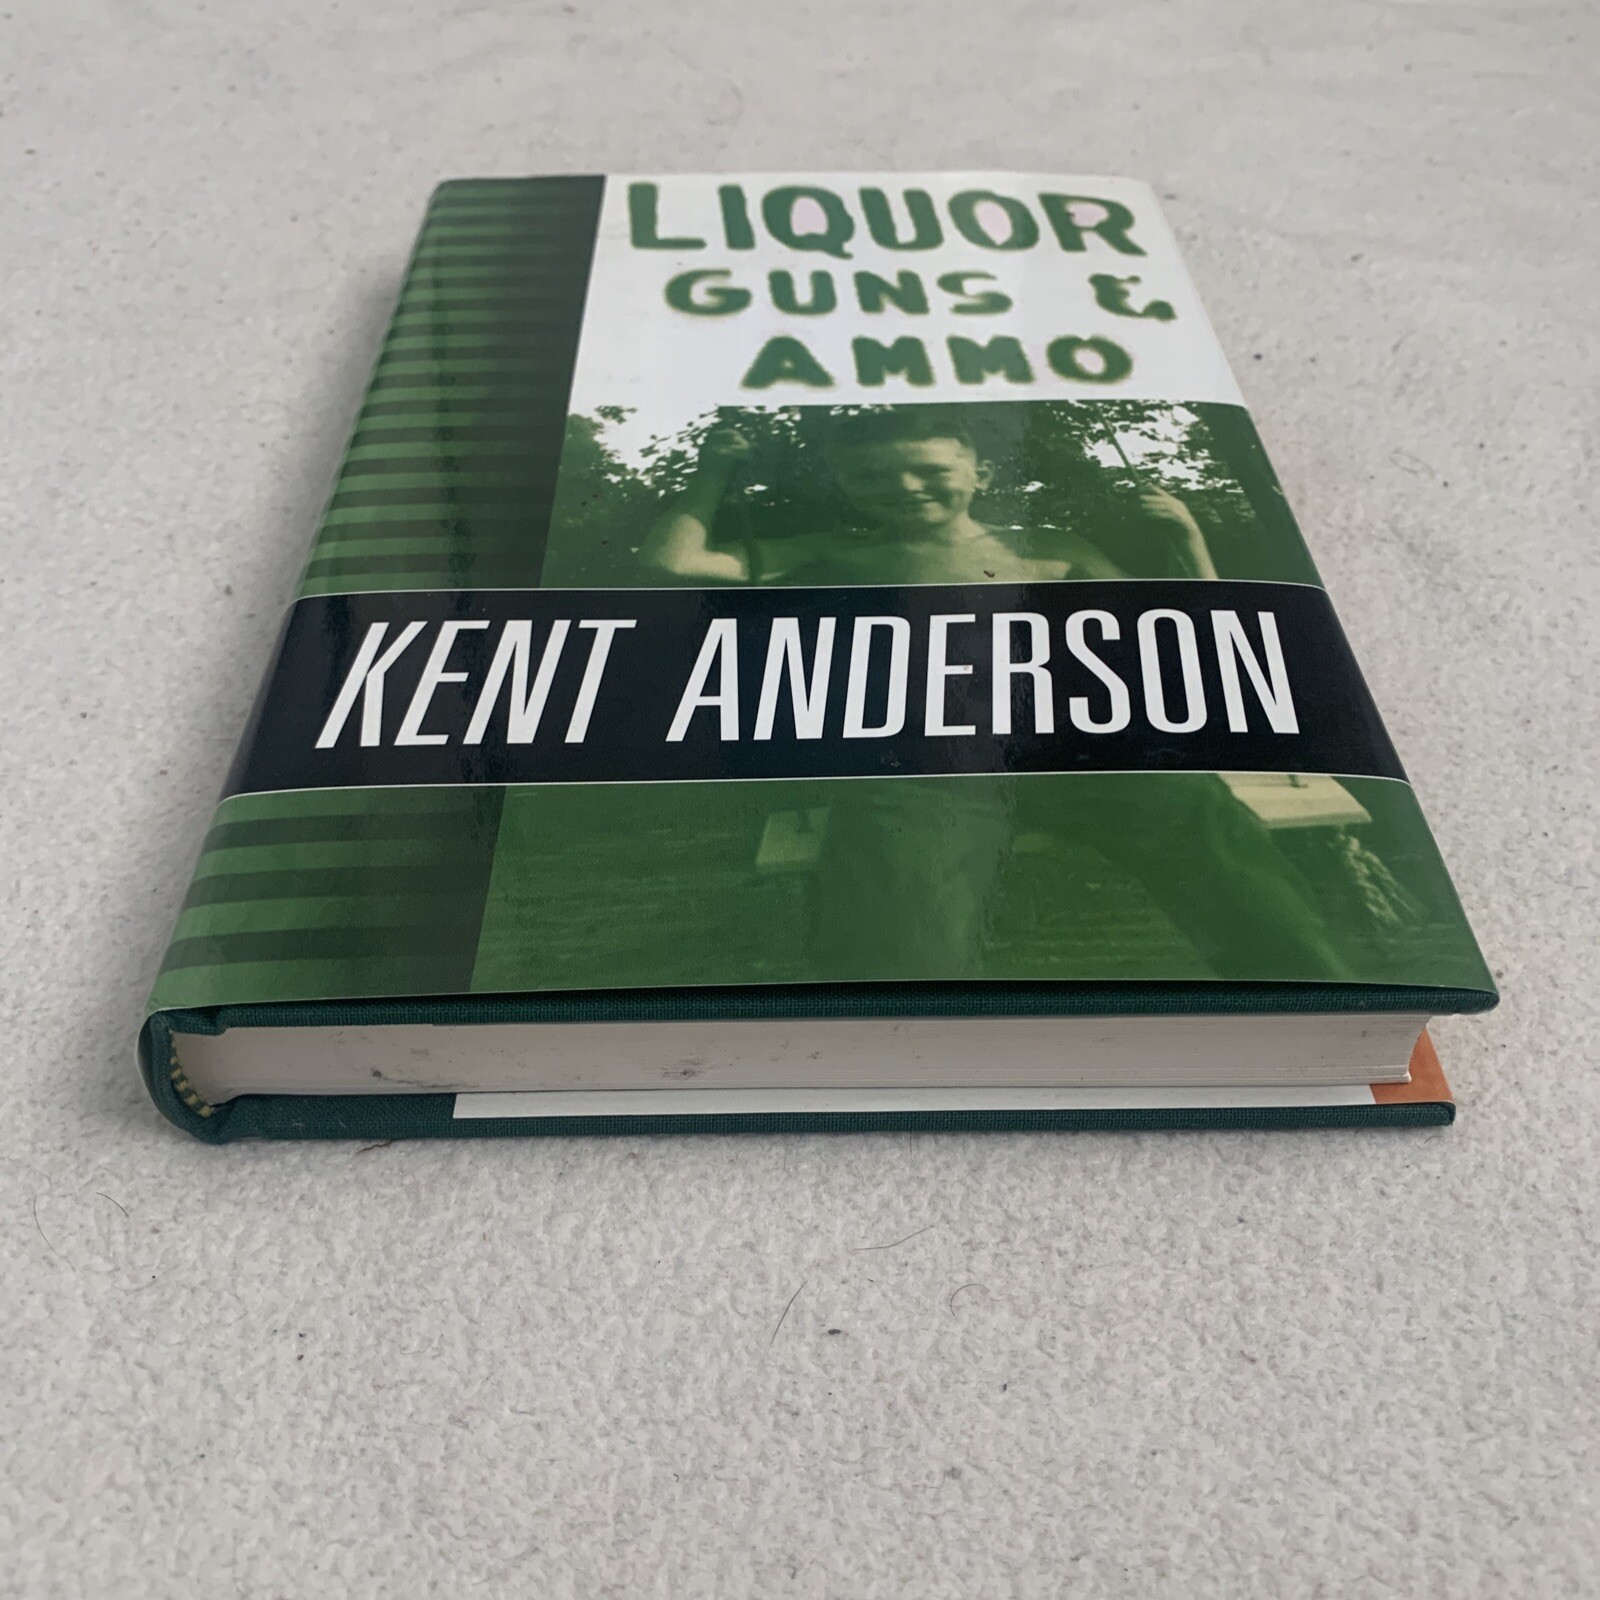 LIQUOR
GUNS &
AMMO
KENT ANDERSON